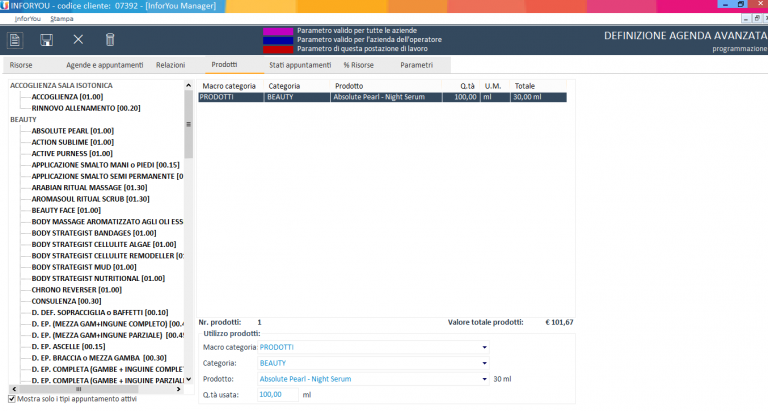 INFORYOU - codice cliente: 07392 - [InforYou Manager]
InforYou Stampa
Parametro valido per tutte le aziende
Parametro valido per l'azienda dell'operatore
Parametro di questa postazione di lavoro
DEFINIZIONE AGENDA AVANZATA
programmazione
Risorse Agende e appuntamenti Relazioni Prodotti Stati appuntamenti % Risorse Parametri
ACCOGLIENZA SALA ISOTONICA
ACCOGLIENZA [01.00]
RINNOVO ALLENAMENTO [00.20]
BEAUTY
ABSOLUTE PEARL [01.00]
ACTION SUBLIME [01.00]
ACTIVE PURNESS [01.00]
APPLICAZIONE SMALTO MANI o PIEDI [00.15]
APPLICAZIONE SMALTO SEMI PERMANENTE [0
ARABIAN RITUAL MASSAGE [01.30]
AROMASOUL RITUAL SCRUB [01.30]
BEAUTY FACE [01.00]
BODY MASSAGE AROMATIZZATO AGLI OLI ESS
BODY STRATEGIST BANDAGES [01.00]
BODY STRATEGIST CELLULITE ALGAE [01.00]
BODY STRATEGIST CELLULITE REMODELLER [0
BODY STRATEGIST MUD [01.00]
BODY STRATEGIST NUTRITIONAL [01.00]
CHRONO REVERSER [01.00]
CONSULENZA [00.30]
D. DEF. SOPRACCIGLIA o BAFFETTI [00.10]
D. EP. (MEZZA GAM+INGUNE COMPLETO) [00.4
D. EP. (MEZZA GAM+INGUNE PARZIALE) [00.45
D. EP. ASCELLE [00.15]
D. EP. BRACCIA o MEZZA GAMBA [00.30]
D. EP. COMPLETA (GAMBE + INGUINE COMPLE
D. EP. COMPLETA (GAMBE + INGUINE PARZIAL
Mostra solo i tipi appuntamento attivi
Macro categoria Categoria Prodotto Q.tà U.M. Totale
PRODOTTI BEAUTY Absolute Pearl - Night Serum 100,00 ml 30,00 ml
Nr. prodotti: 1 Valore totale prodotti: € 101,67
Utilizzo prodotti:
Macro categoria: PRODOTTI
Categoria: BEAUTY
Prodotto: Absolute Pearl - Night Serum 30 ml
Q.tà usata: 100,00 ml